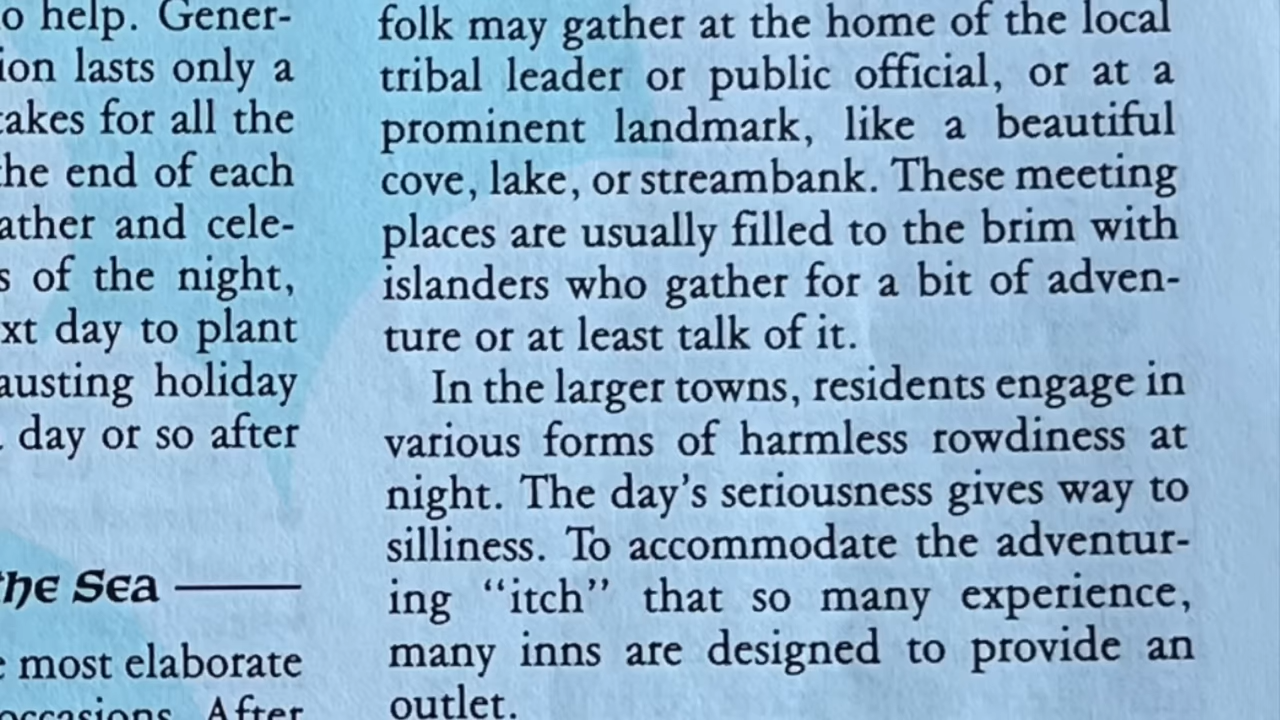 o help. Gener-
ion lasts only a
takes for all the
the end of each
ather and cele-
s of the night,
xt day to plant
austing holiday
day or so after
the Sea
most elaborate
occasions. After
folk may gather at the home of the local
tribal leader or public official, or at a
prominent landmark, like a beautiful
cove, lake, or streambank. These meeting
places are usually filled to the brim with
islanders who gather for a bit of adven-
ture or at least talk of it.
In the larger towns, residents engage in
various forms of harmless rowdiness at
night. The day's seriousness gives way to
silliness. To accommodate the adventur-
ing “itch” that so many experience,
many inns are designed to provide an
outlet.